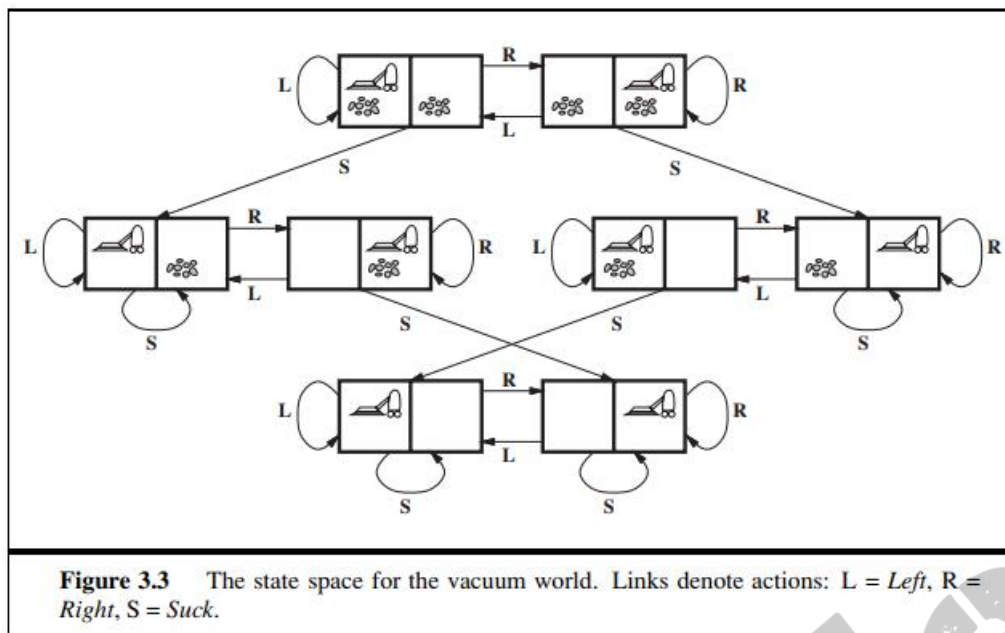 R
L
R
L
S
S
R
R
L
R
L
R
L
L
S
S
S
S
R
L
R
L
S
S
Figure 3.3 The state space for the vacuum world. Links denote actions: L = Left, R =
Right, S = Suck.